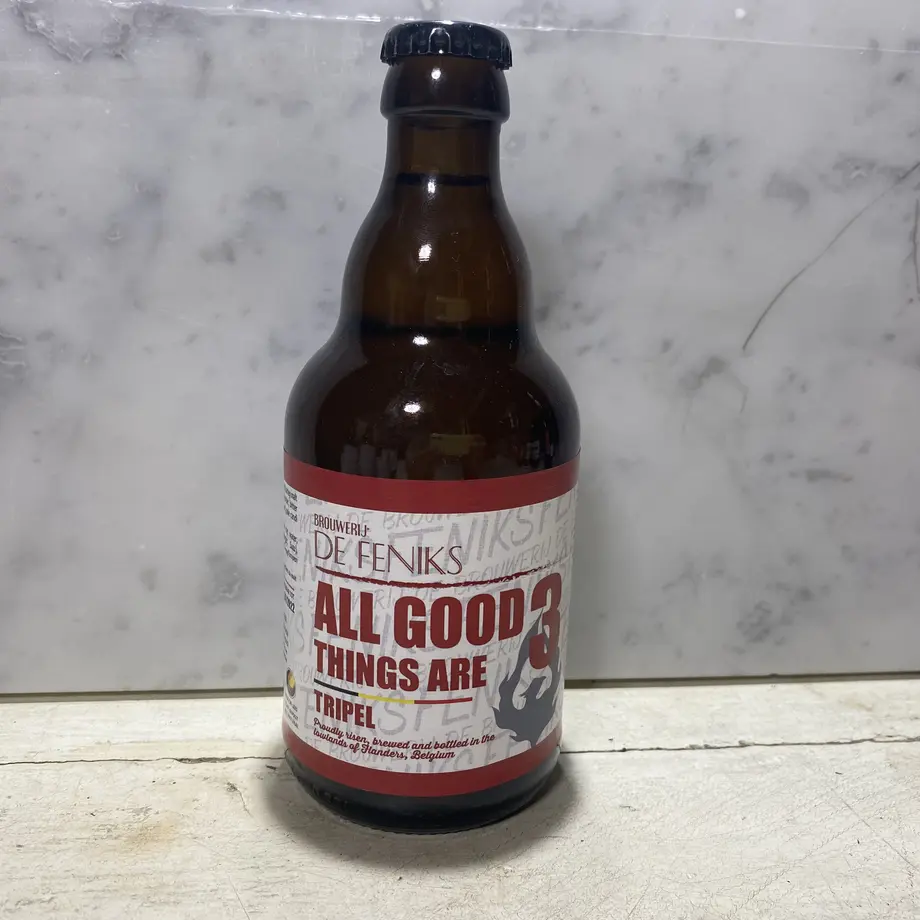 BROUWERIJ
DE FENIKS
ALL GOOD 3
THINGS ARE
TRIPEL
Proudly risen, brewed and bottled in the
lowlands of Flanders, Belgium